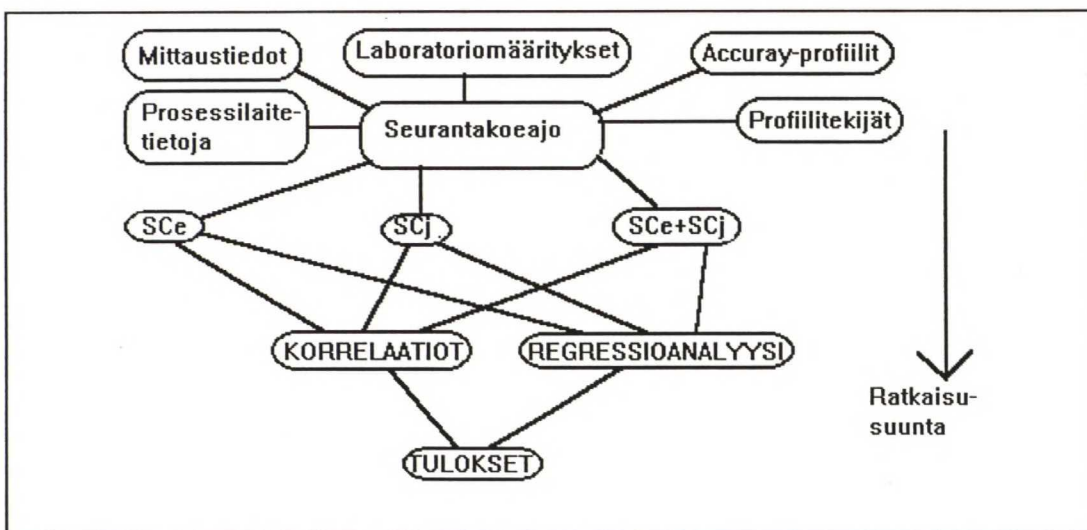 Mittaustiedot
Laboratoriomääritykset
Accuray-profiilit
Prosessilaite-
tietoja
Seurantakoeajo
Profiilitekijät
SCe
SCj
SCe+SCj
KORRELAATIOT
REGRESSIOANALYYSI
Ratkaisu-
suunta
TULOKSET